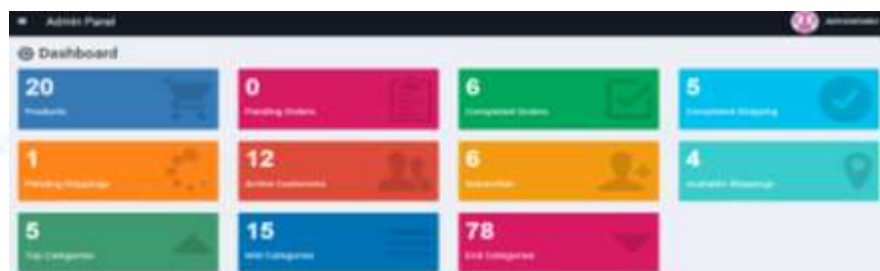 Admin Panel
Dashboard
20
Products
0
Pending Orders
6
Completed Orders
5
Completed Shipping
1
Pending Shippings
12
Active Customers
6
Subscriber
4
Available Shippings
5
Top Categories
15
Mid Categories
78
End Categories